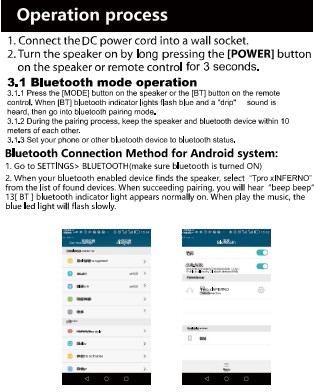 Operation process
1. Connect the DC power cord into a wall socket.
2. Turn the speaker on by long pressing the [POWER] button
on the speaker or remote control for 3 seconds.
3.1 Bluetooth mode operation
3.1.1 Press the [MODE] button on the speaker or the [BT] button on the remote
control. When [BT] bluetooth indicator lights flash blue and a "drip" sound is
heard, then go into bluetooth pairing mode.
3.1.2 During the pairing process, keep the speaker and bluetooth device within 10
meters of each other.
3.1.3 Set your phone or other bluetooth device to bluetooth status.
Bluetooth Connection Method for Android system:
1. Go to SETTINGS> BLUETOOTH(make sure bluetooth is turned ON)
2. When your bluetooth enabled device finds the speaker, select "Tpro xINFERNO"
from the list of found devices. When succeeding pairing, you will hear "beep beep"
13[ BT ] bluetooth indicator light appears normally on. When play the music, the
blue led light will flash slowly.
Bluetooth
Tpro xINFERNO